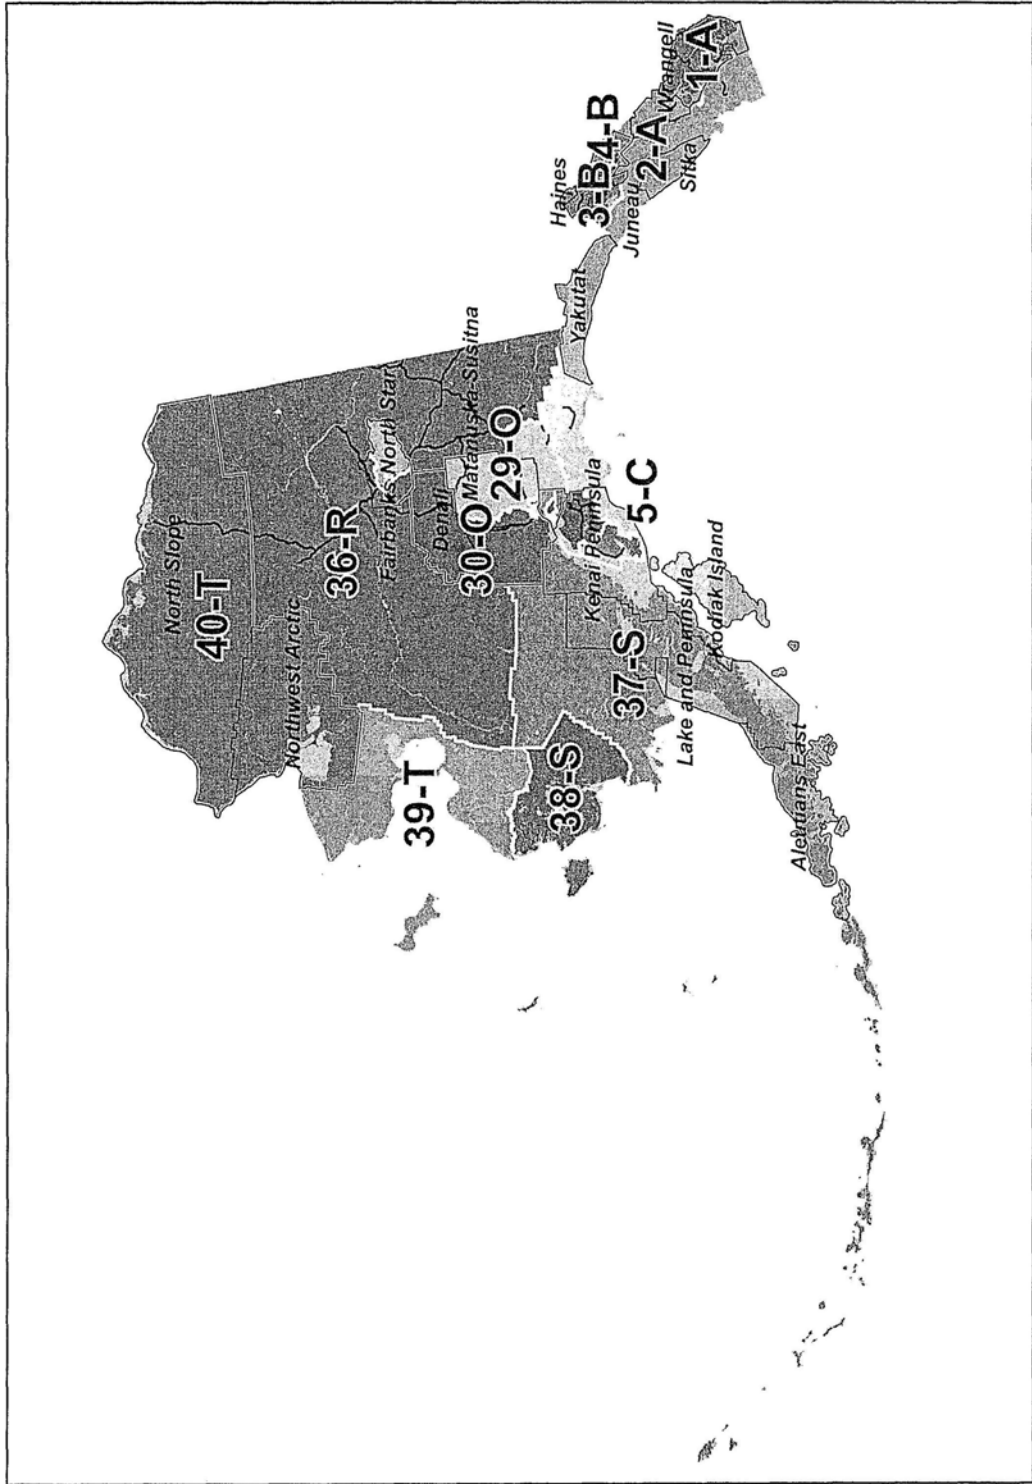 North Slope
40-T
Northwest Arctic
36-R
Fairbanks North Star
39-T
Denali
30-O
Matanuska-Susitna
29-O
38-S
37-S
Kenai Peninsula
5-C
Lake and Peninsula
Kodiak Island
Aleutians East
Yakutat
Haines
3-B
4-B
Juneau
2-A
Sitka
Wrangell
1-A